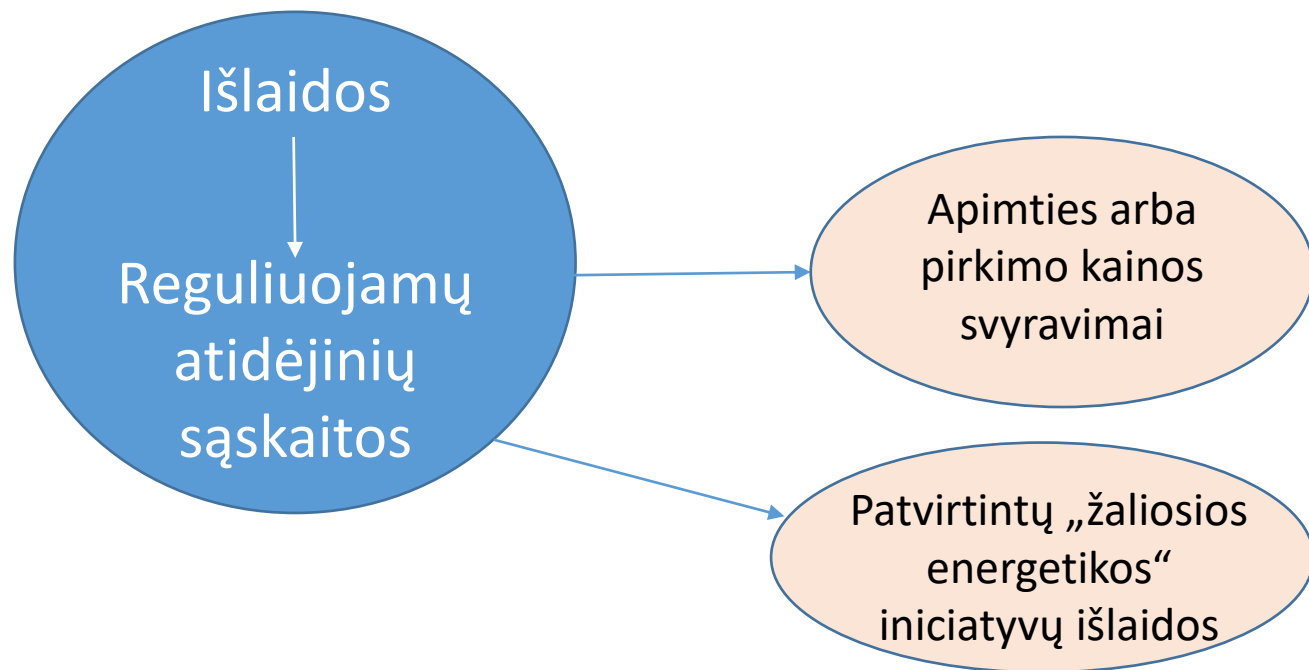 Išlaidos
Reguliuojamų
atidėjinių
sąskaitos
Apimties arba
pirkimo kainos
svyravimai
Patvirtintų „žaliosios
energetikos“
iniciatyvų išlaidos